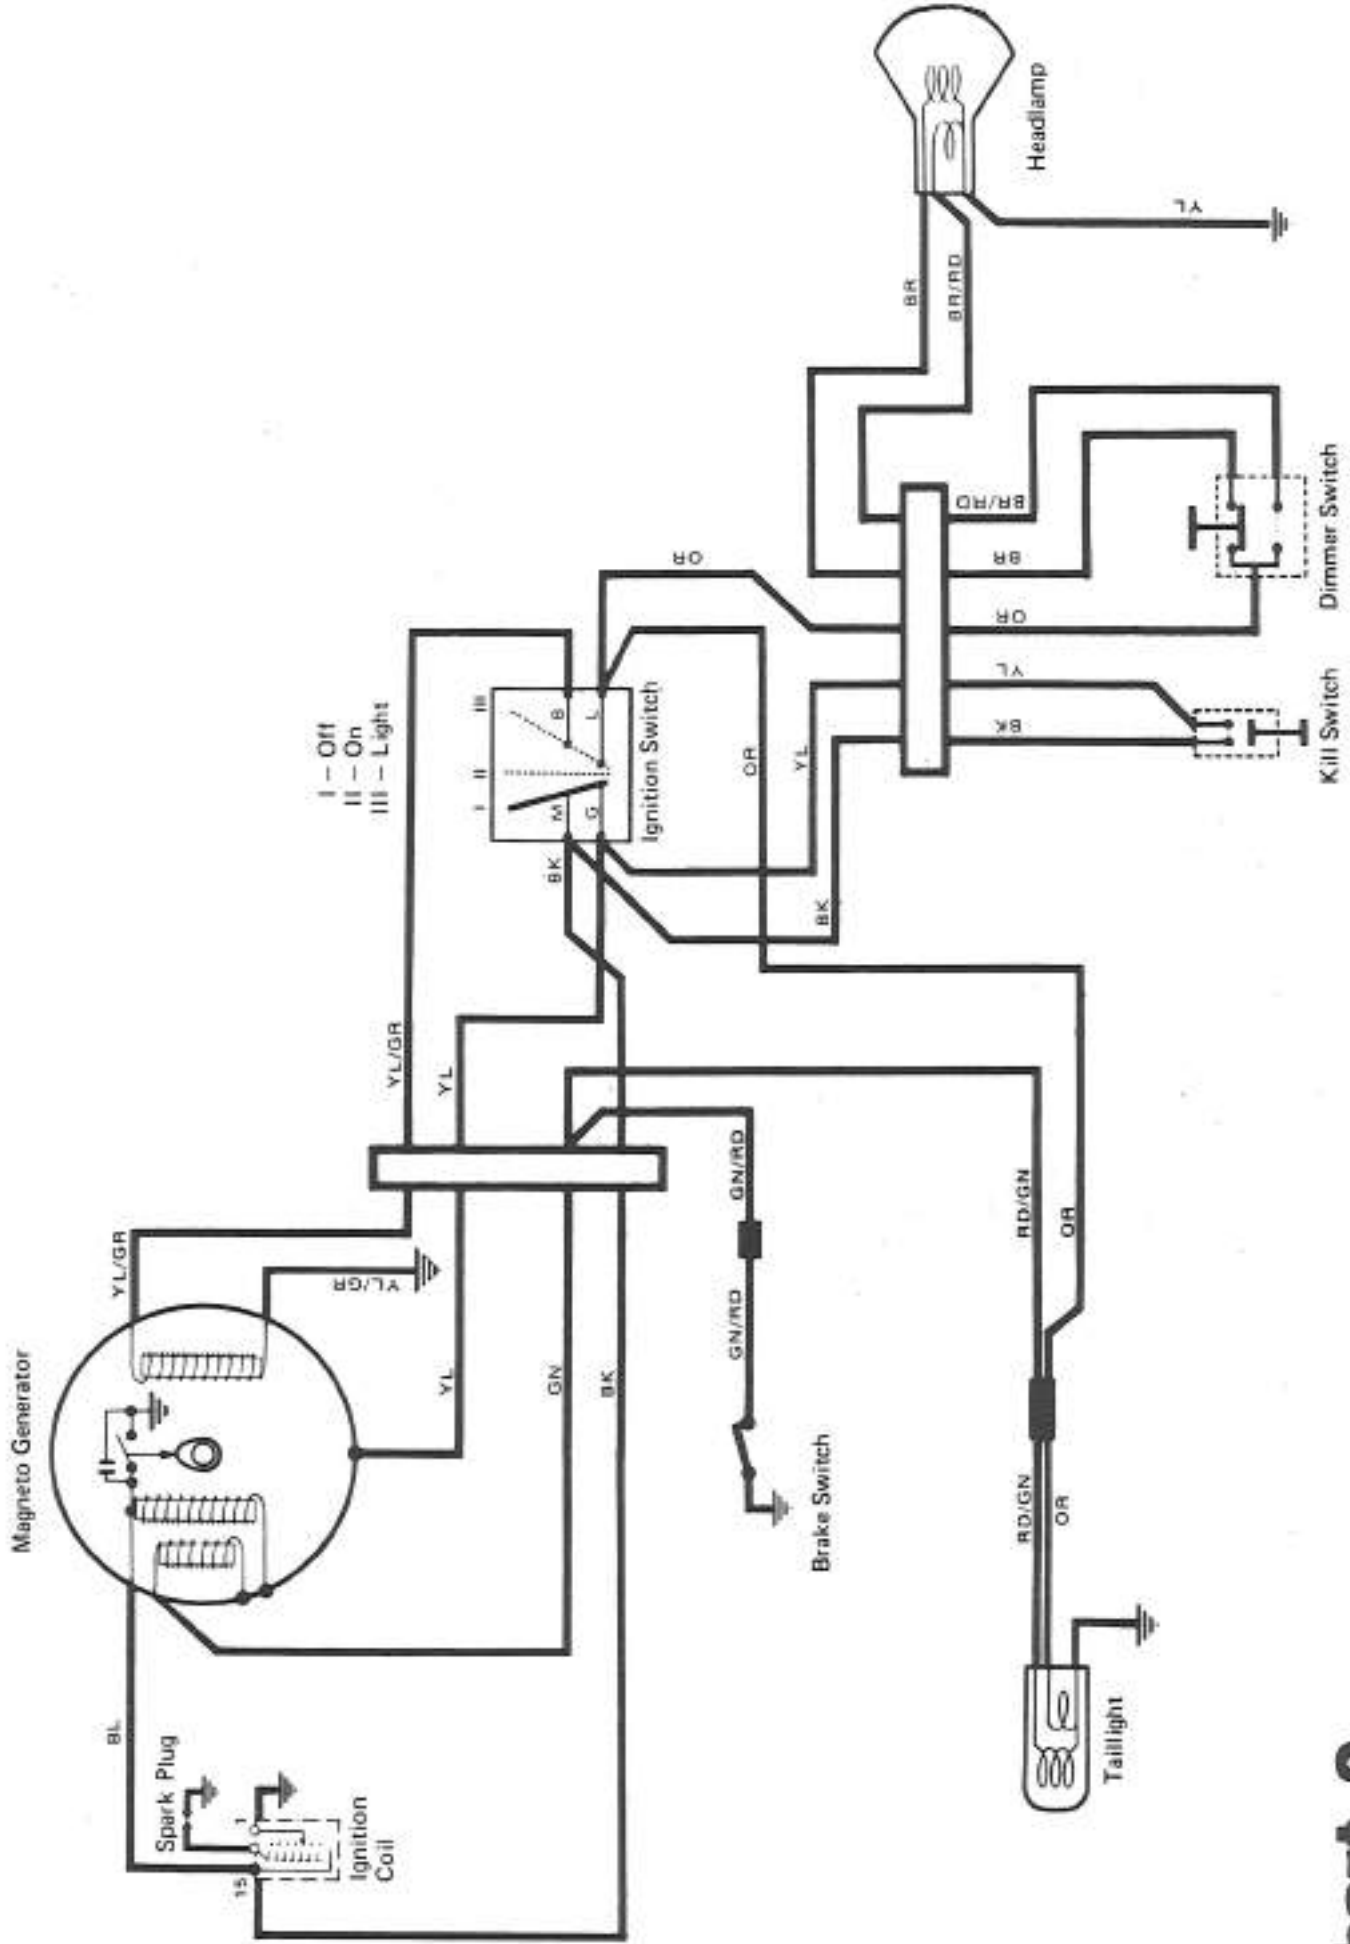 Magneto Generator
YL/GR
YL/GR
YL/GR
YL
YL
GN
BK
BL
Spark Plug
15
1
Ignition
Coil
I – Off
II – On
III – Light
I
II
III
M
B
G
L
Ignition Switch
BK
OR
OR
YL
BK
GN/RD
GN/RD
Brake Switch
RD/GN
OR
RD/GN
OR
Taillight
BR
BR/RD
YL
Headlamp
BR/RD
BR
OR
YL
BK
Dimmer Switch
Kill Switch